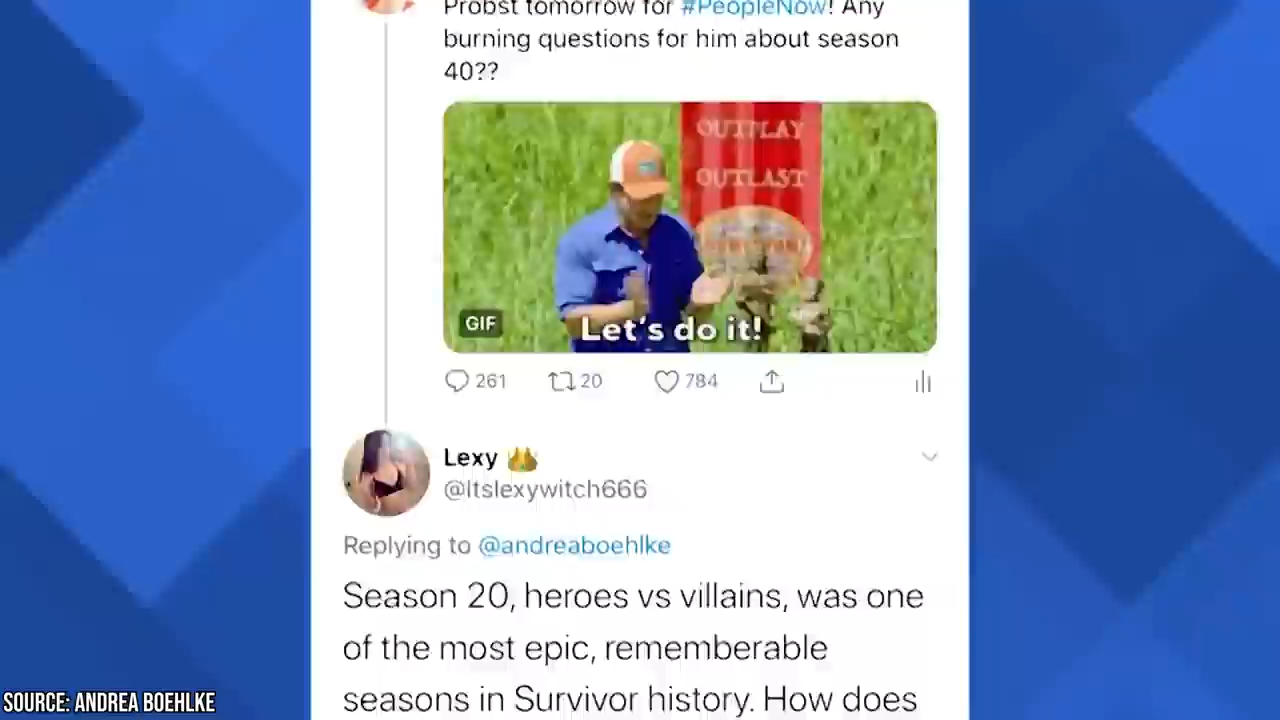 Probst tomorrow for #PeopleNow! Any
burning questions for him about season
40??
OUTPLAY
OUTLAST
GIF
Let's do it!
261 20 784
Lexy
@Itslexywitch666
Replying to @andreaboehlke
Season 20, heroes vs villains, was one
of the most epic, rememberable
seasons in Survivor history. How does
SOURCE: ANDREA BOEHLKE